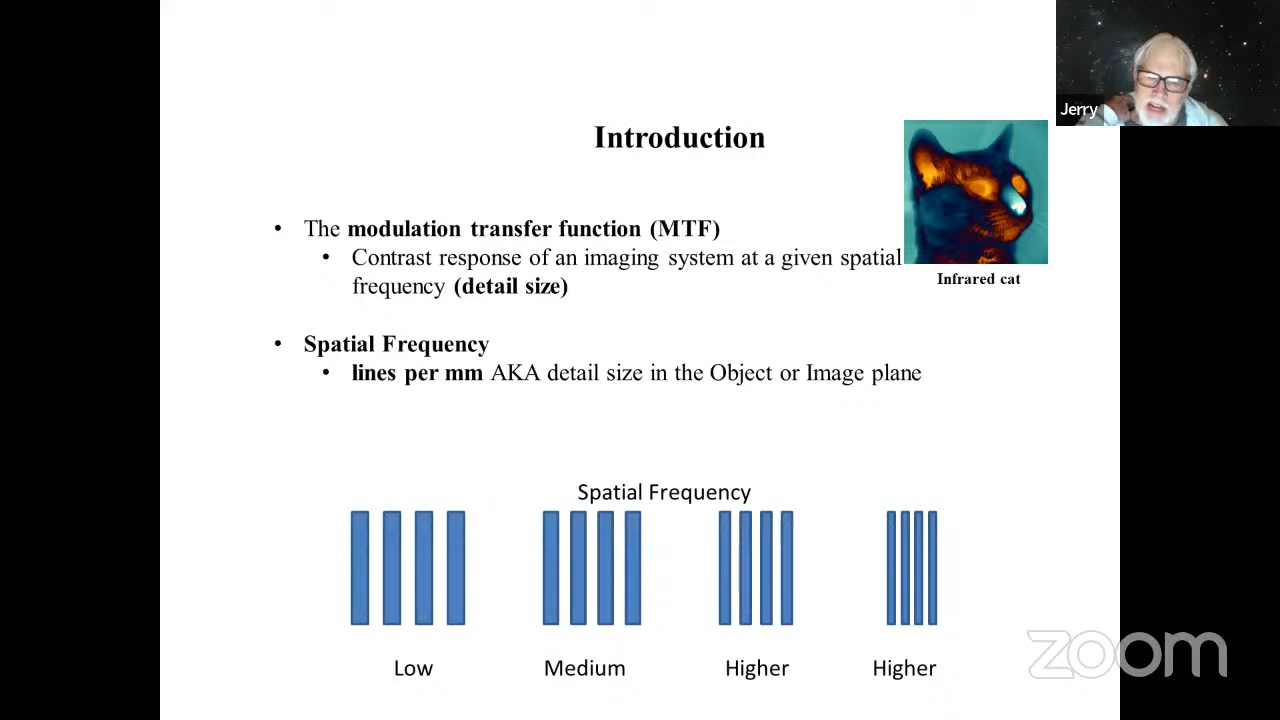 Jerry
Introduction
Infrared cat
• The modulation transfer function (MTF)
• Contrast response of an imaging system at a given spatial
frequency (detail size)
• Spatial Frequency
• lines per mm AKA detail size in the Object or Image plane
Spatial Frequency
Low Medium Higher Higher
zoom